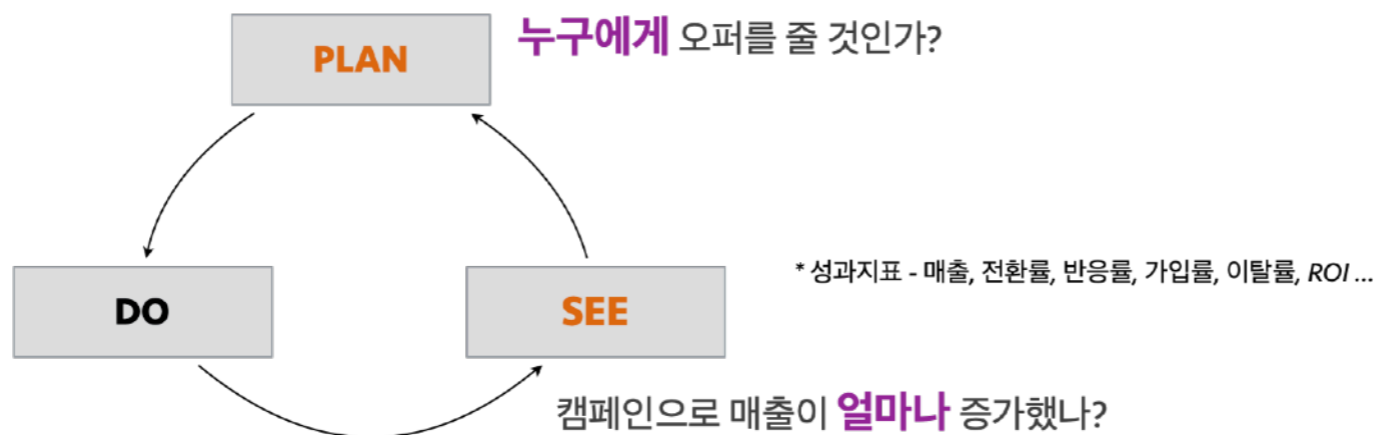 누구에게 오퍼를 줄 것인가?
PLAN
* 성과지표 - 매출, 전환률, 반응률, 가입률, 이탈률, ROI ...
DO
SEE
캠페인으로 매출이 얼마나 증가했나?